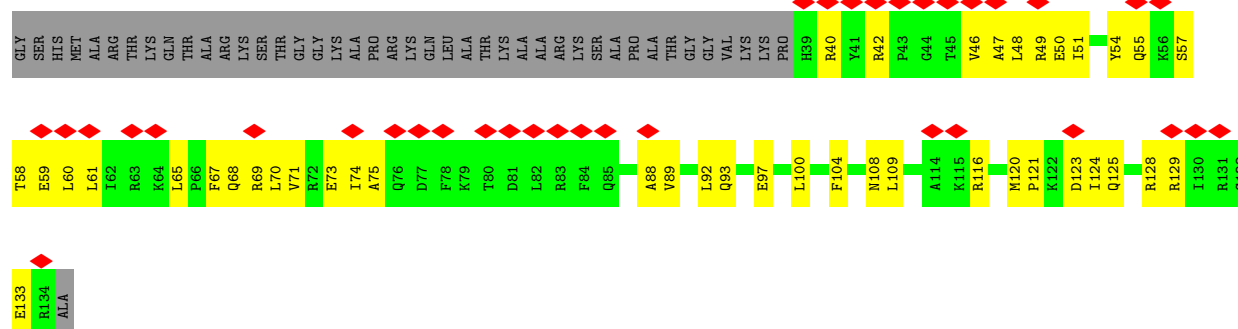 GLY SER HIS MET ALA ARG THR LYS GLN THR ALA ARG LYS SER THR GLY GLY LYS ALA PRO ARG LYS GLN LEU ALA THR LYS ALA ALA ARG LYS SER ALA PRO ALA THR GLY GLY VAL LYS LYS PRO H39 R40 Y41 R42 P43 G44 T45 V46 A47 L48 R49 E50 I51 Y54 Q55 K56 S57
T58 E59 L60 L61 I62 R63 K64 L65 P66 F67 Q68 R69 L70 V71 R72 E73 I74 A75 Q76 D77 F78 K79 T80 D81 L82 R83 F84 Q85 A88 V89 L92 Q93 E97 L100 F104 N108 L109 A114 K115 R116 M120 P121 K122 D123 I124 Q125 R128 R129 I130 R131
E133 R134 ALA